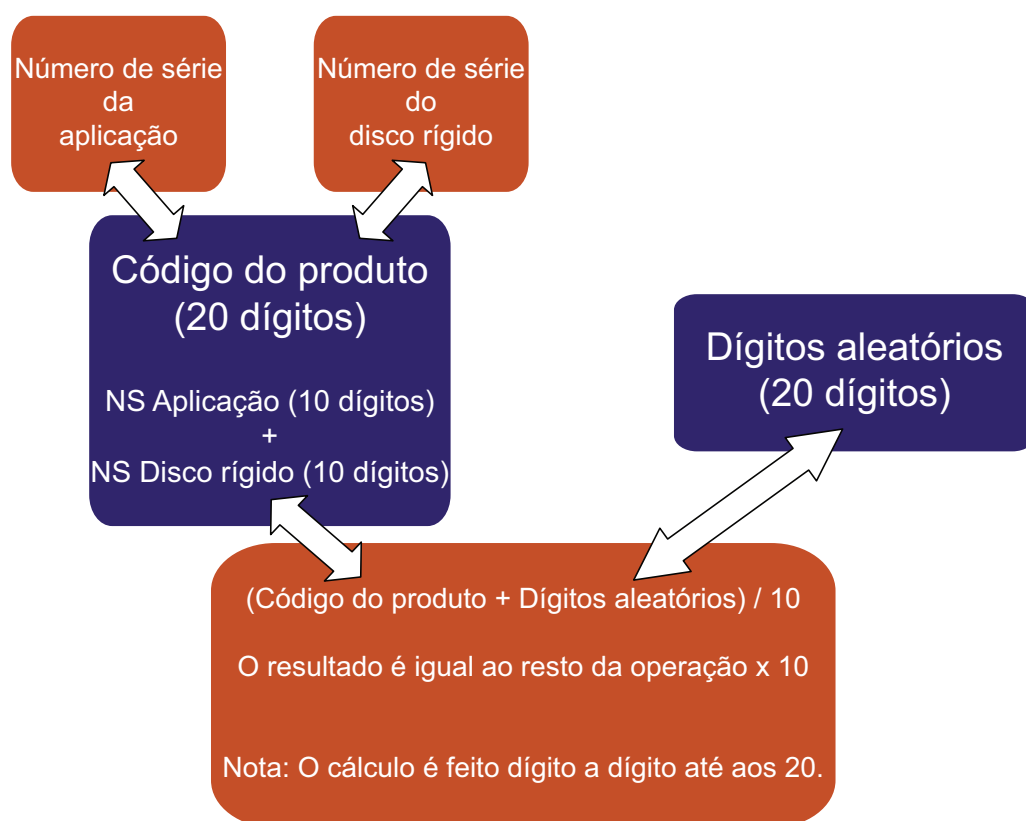 Número de série
da
aplicação
Número de série
do
disco rígido
Código do produto
(20 dígitos)
NS Aplicação (10 dígitos)
+
NS Disco rígido (10 dígitos)
Dígitos aleatórios
(20 dígitos)
(Código do produto + Dígitos aleatórios) / 10
O resultado é igual ao resto da operação x 10
Nota: O cálculo é feito dígito a dígito até aos 20.